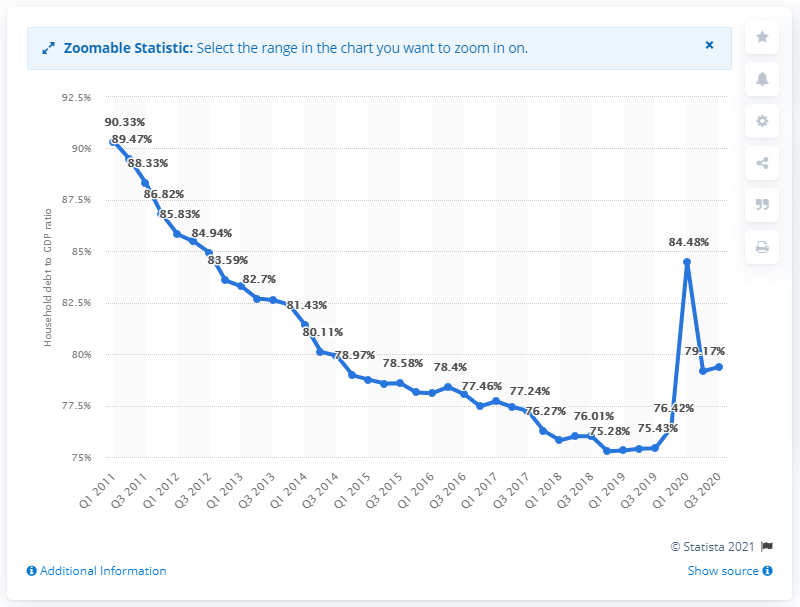 Zoomable Statistic: Select the range in the chart you want to zoom in on.
×
92.5%
90%
87.5%
85%
82.5%
80%
77.5%
75%
Household debt to GDP ratio
90.33%
89.47%
88.33%
86.82%
85.83%
84.94%
83.59%
82.7%
81.43%
80.11%
78.97%
78.58%
78.4%
77.46%
77.24%
76.27%
76.01%
75.28%
75.43%
76.42%
84.48%
79.17%
Q1 2011
Q3 2011
Q1 2012
Q3 2012
Q1 2013
Q3 2013
Q1 2014
Q3 2014
Q1 2015
Q3 2015
Q1 2016
Q3 2016
Q1 2017
Q3 2017
Q1 2018
Q3 2018
Q1 2019
Q3 2019
Q1 2020
Q3 2020
© Statista 2021
Additional Information
Show source